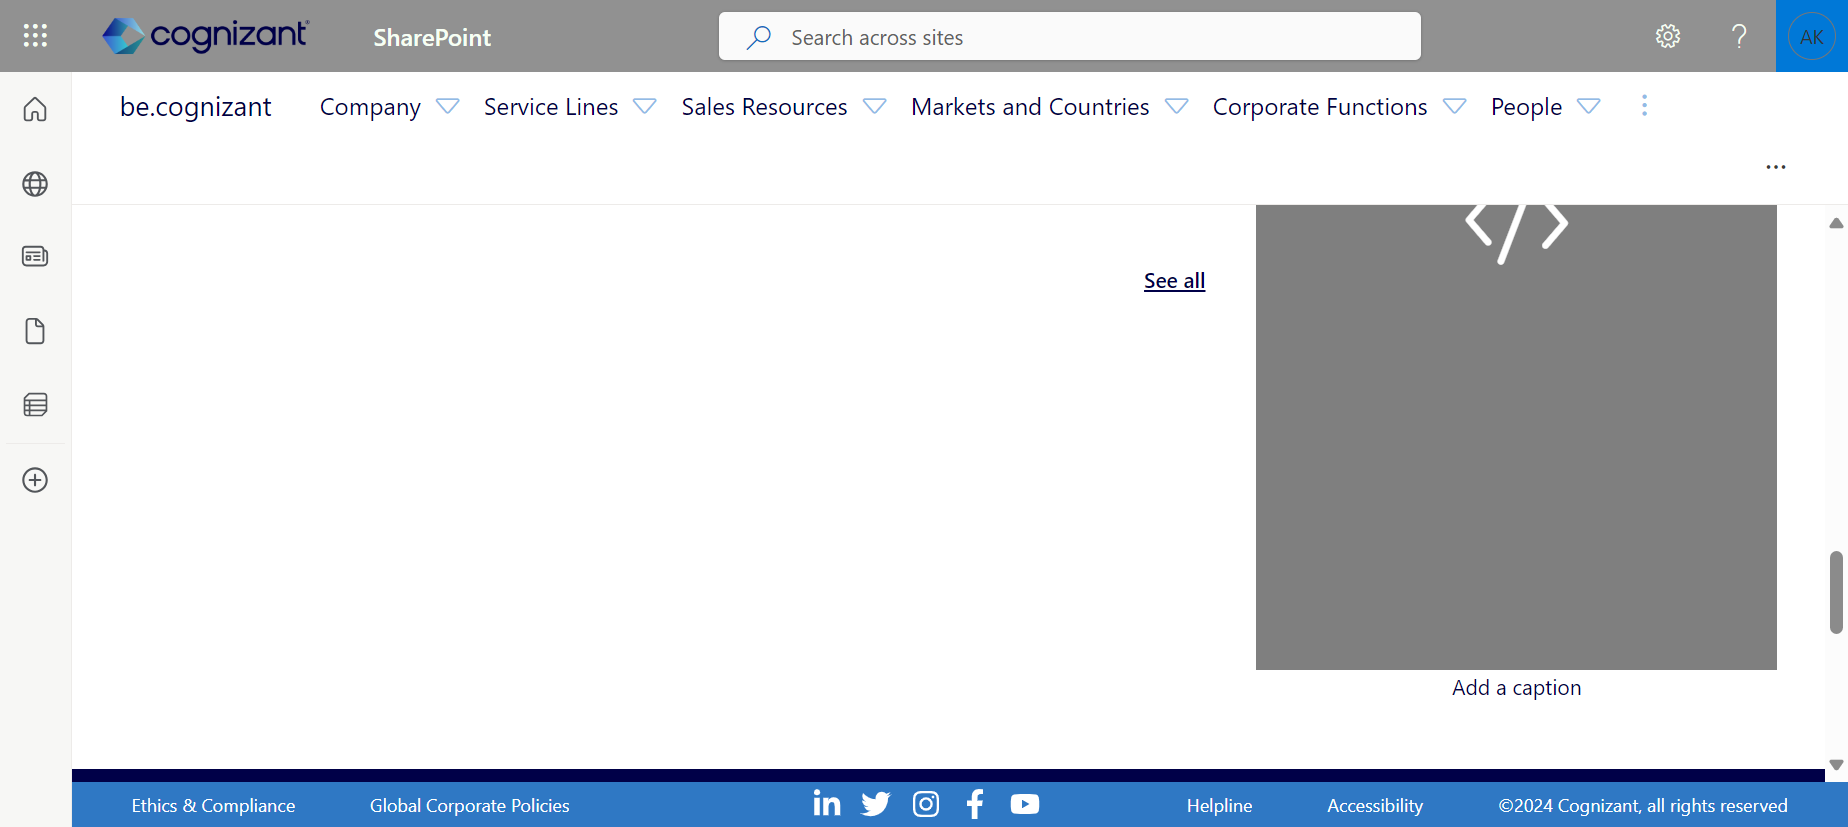 cognizant
SharePoint
Search across sites
?
AK
be.cognizant
Company
Service Lines
Sales Resources
Markets and Countries
Corporate Functions
People
...
See all
</>
Add a caption
Ethics & Compliance
Global Corporate Policies
Helpline
Accessibility
©2024 Cognizant, all rights reserved